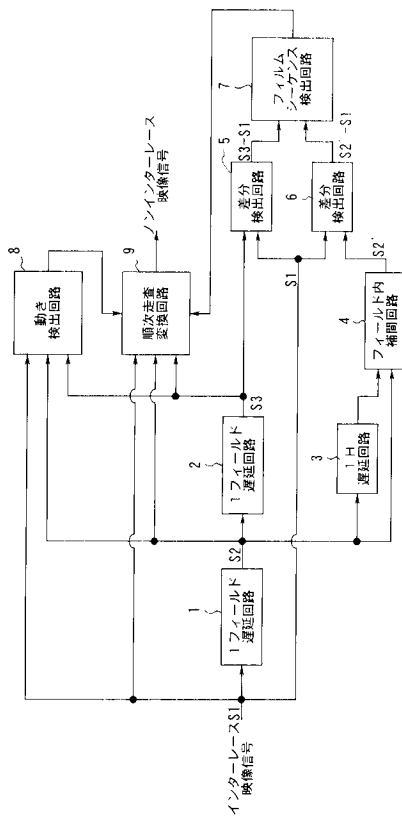 インターレースS1
映像信号
1
1フィールド
遅延回路
S2
2
1フィールド
遅延回路
S3
3
1H
遅延回路
4
フィールド内
補間回路
S2'
S1
5
差分
検出回路
S3-S1
6
差分
検出回路
S2'-S1
7
フィルム
シーケンス
検出回路
8
動き
検出回路
9
順次走査
変換回路
ノンインターレース
映像信号